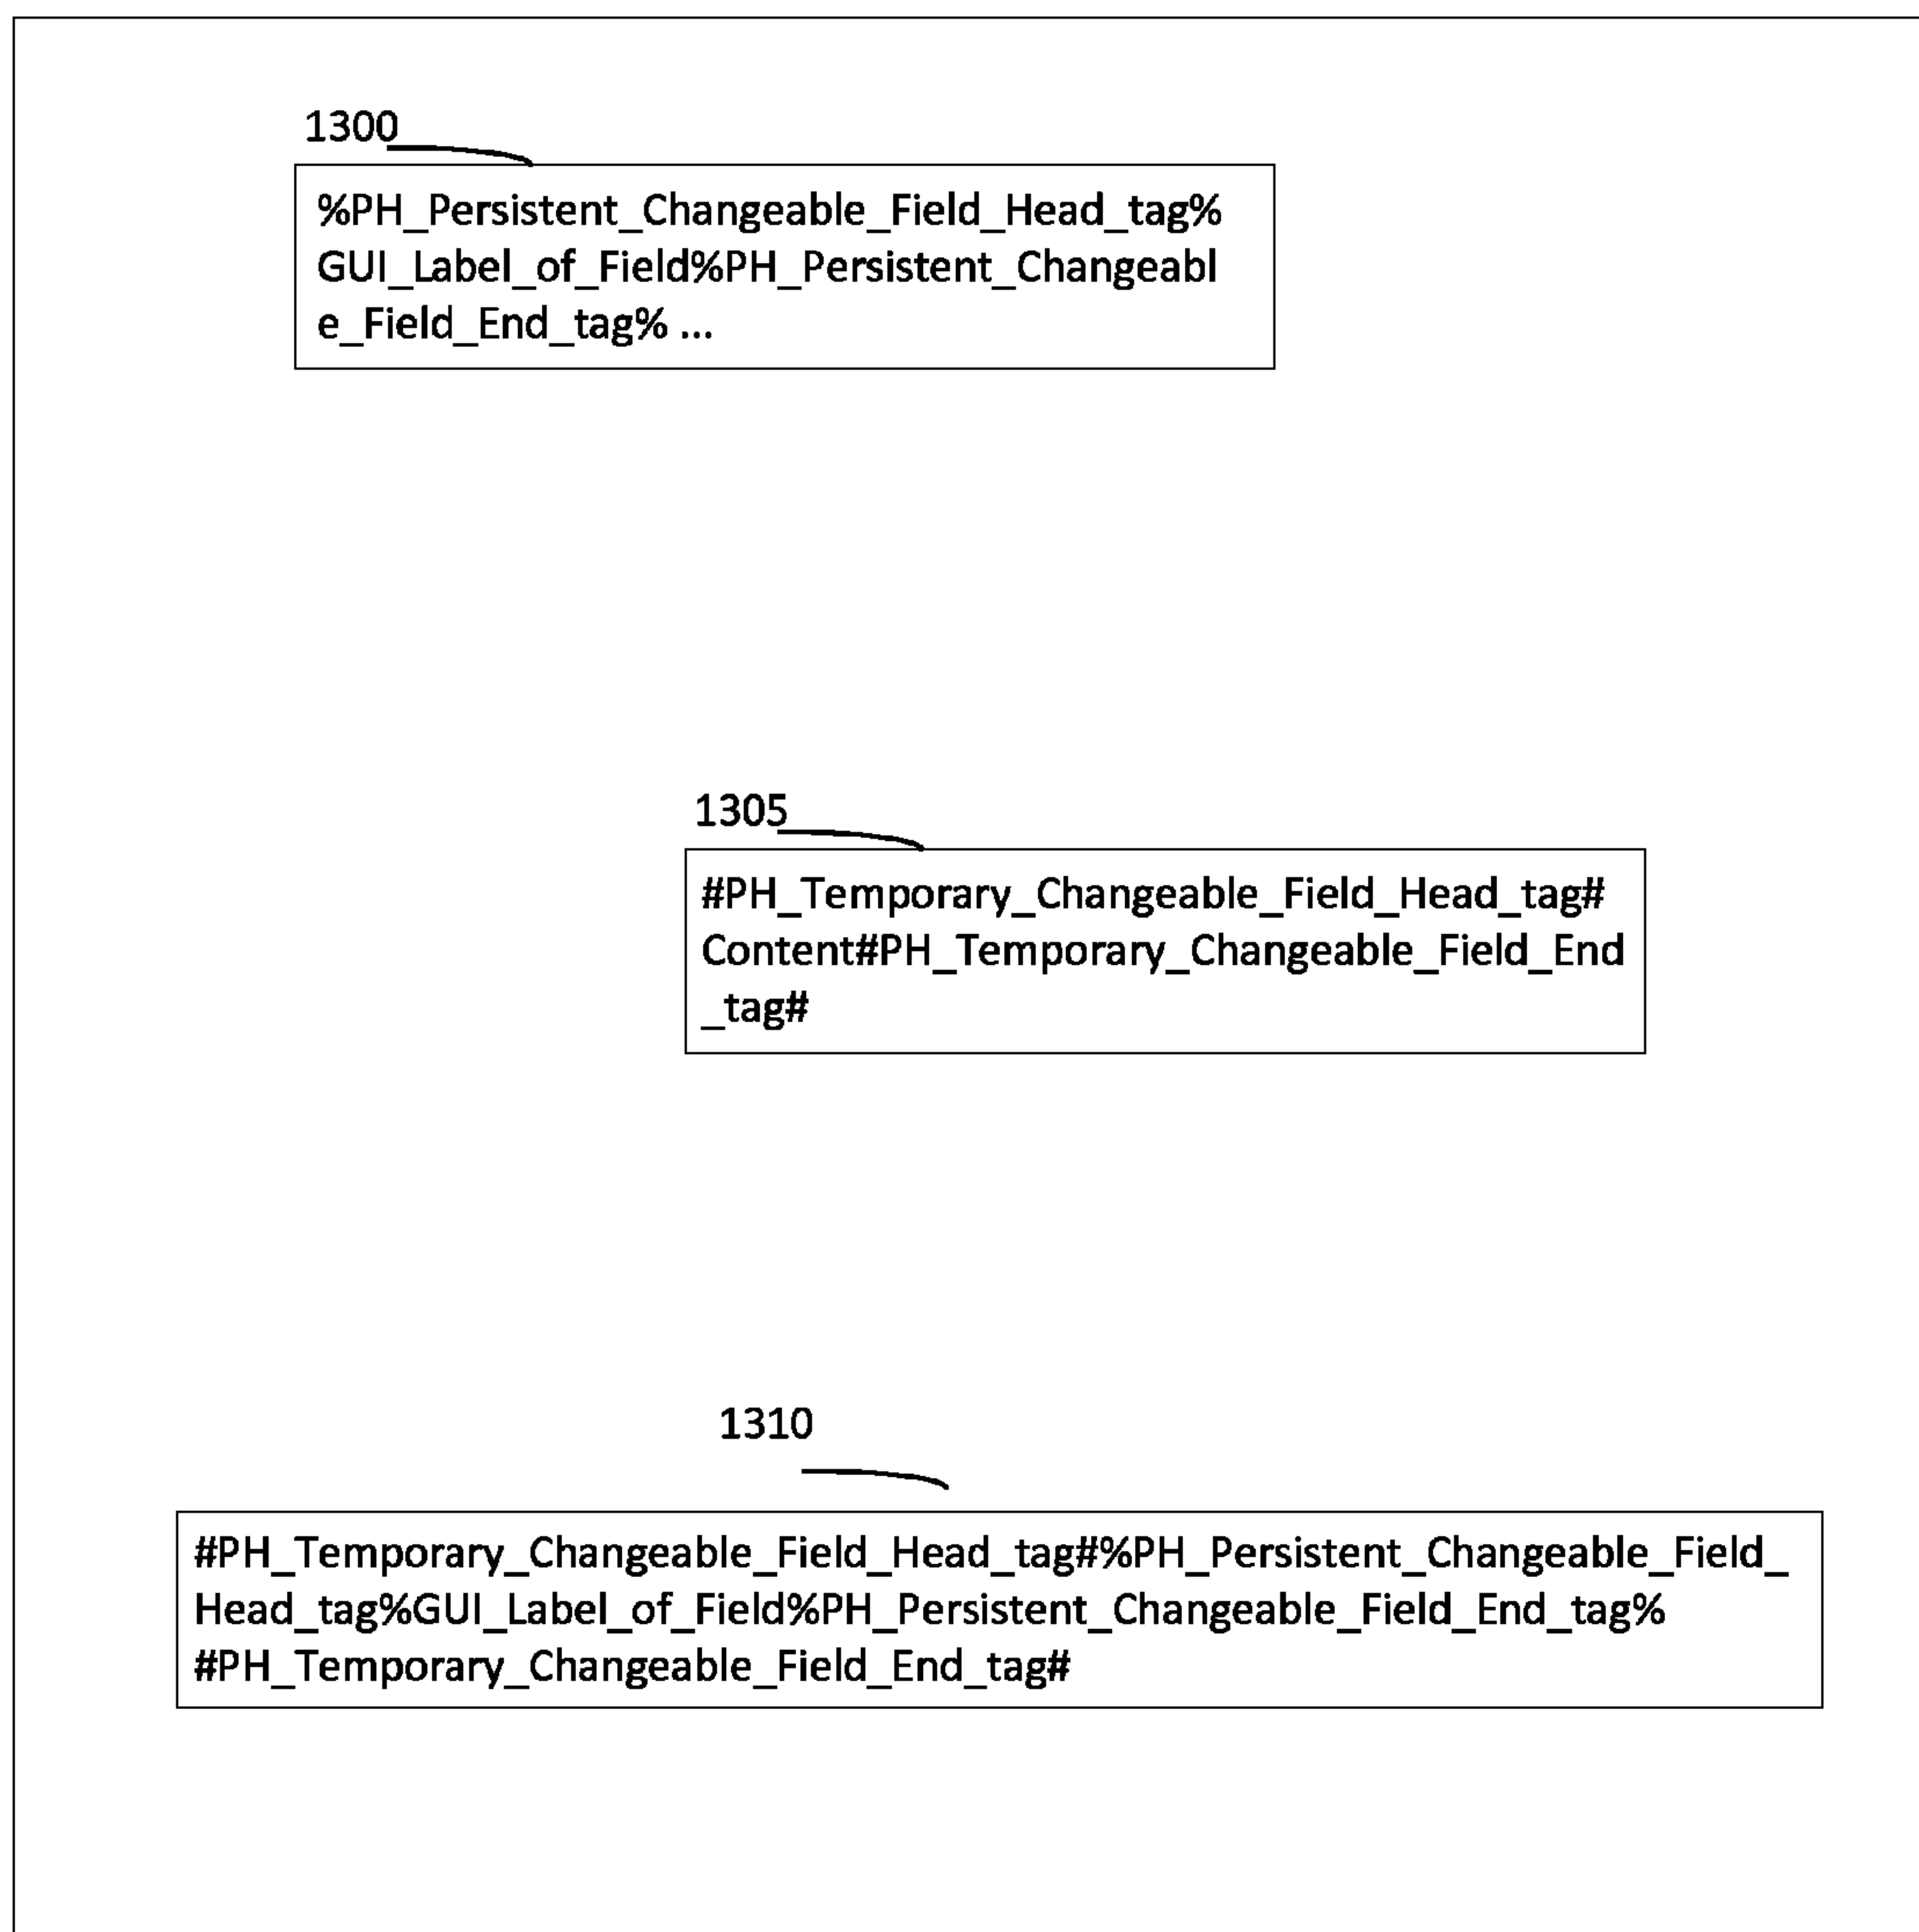 1300
%PH_Persistent_Changeable_Field_Head_tag%
GUI_Label_of_Field%PH_Persistent_Changeabl
e_Field_End_tag% ...
1305
#PH_Temporary_Changeable_Field_Head_tag#
Content#PH_Temporary_Changeable_Field_End
_tag#
1310
#PH_Temporary_Changeable_Field_Head_tag#%PH_Persistent_Changeable_Field_
Head_tag%GUI_Label_of_Field%PH_Persistent_Changeable_Field_End_tag%
#PH_Temporary_Changeable_Field_End_tag#